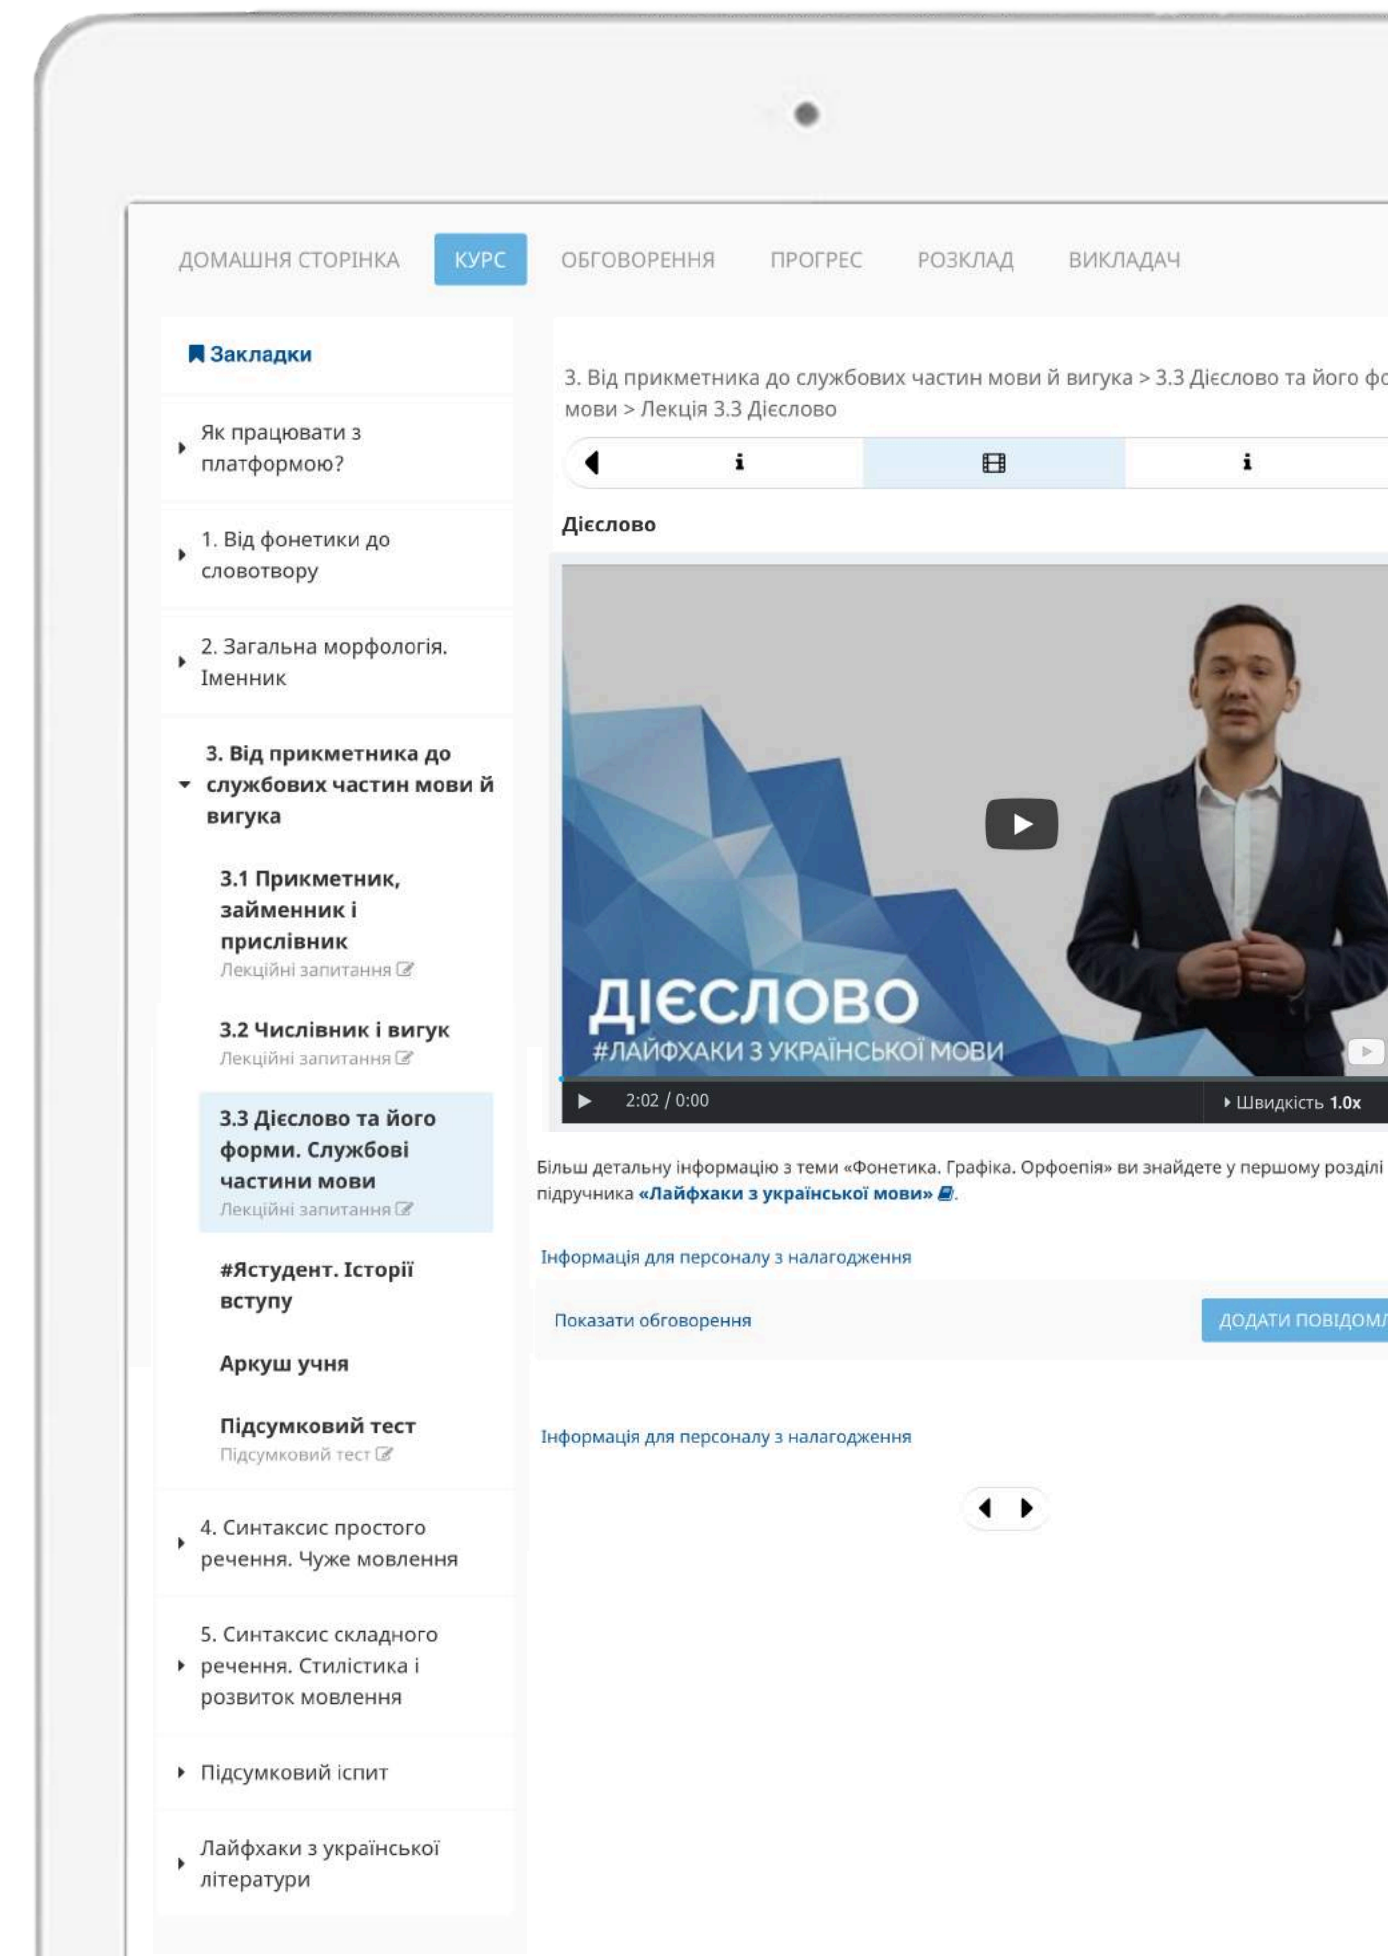 ДОМАШНЯ СТОРІНКА КУРС ОБГОВОРЕННЯ ПРОГРЕС РОЗКЛАД ВИКЛАДАЧ
Закладки
Як працювати з
платформою?
1. Від фонетики до
словотвору
2. Загальна морфологія.
Іменник
3. Від прикметника до
службових частин мови й
вигука
3.1 Прикметник,
займенник і
прислівник
Лекційні запитання
3.2 Числівник і вигук
Лекційні запитання
3.3 Дієслово та його
форми. Службові
частини мови
Лекційні запитання
#Ястудент. Історії
вступу
Аркуш учня
Підсумковий тест
Підсумковий тест
4. Синтаксис простого
речення. Чуже мовлення
5. Синтаксис складного
речення. Стилістика і
розвиток мовлення
Підсумковий іспит
Лайфхаки з української
літератури
3. Від прикметника до службових частин мови й вигука > 3.3 Дієслово та його фо
мови > Лекція 3.3 Дієслово
Дієслово
ДІЄСЛОВО
#ЛАЙФХАКИ З УКРАЇНСЬКОЇ МОВИ
2:02 / 0:00 Швидкість 1.0x
Більш детальну інформацію з теми «Фонетика. Графіка. Орфоепія» ви знайдете у першому розділі
підручника «Лайфхаки з української мови».
Інформація для персоналу з налагодження
Показати обговорення ДОДАТИ ПОВІДОМЛ
Інформація для персоналу з налагодження